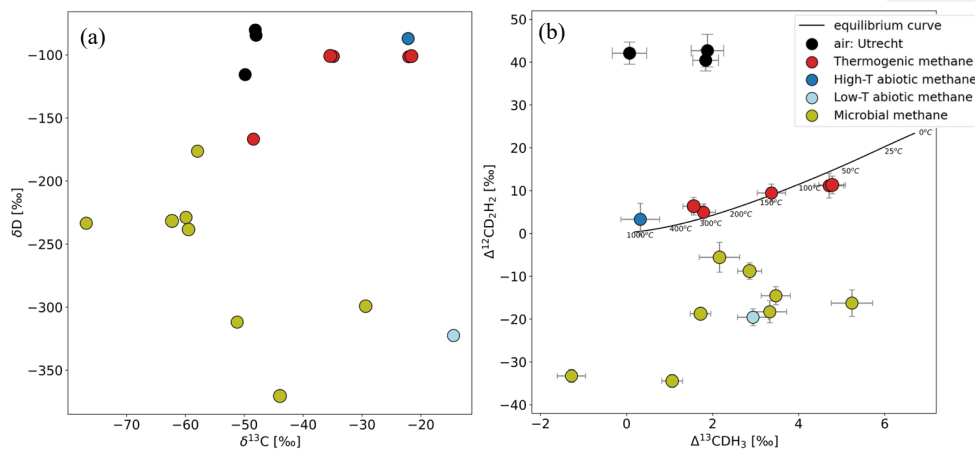 (a)
−100
−150
−200
−250
−300
−350
δD [‰]
−70
−60
−50
−40
−30
−20
δ¹³C [‰]
(b)
50
40
30
20
10
0
−10
−20
−30
−40
Δ¹²CD₂H₂ [‰]
equilibrium curve
air: Utrecht
Thermogenic methane
High-T abiotic methane
Low-T abiotic methane
Microbial methane
0°C
25°C
50°C
100°C
150°C
200°C
300°C
400°C
1000°C
−2
0
2
4
6
Δ¹³CDH₃ [‰]